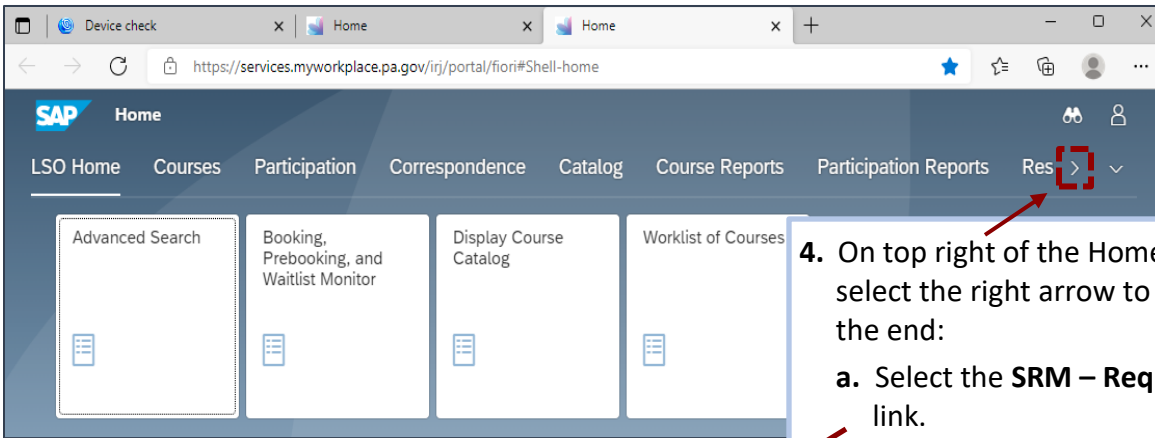 Device check Home Home
https://services.myworkplace.pa.gov/irj/portal/fiori#Shell-home
SAP Home
LSO Home Courses Participation Correspondence Catalog Course Reports Participation Reports Res
Advanced Search
Booking,
Prebooking, and
Waitlist Monitor
Display Course
Catalog
Worklist of Courses
4. On top right of the Home
select the right arrow to
the end:
a. Select the SRM – Req
link.